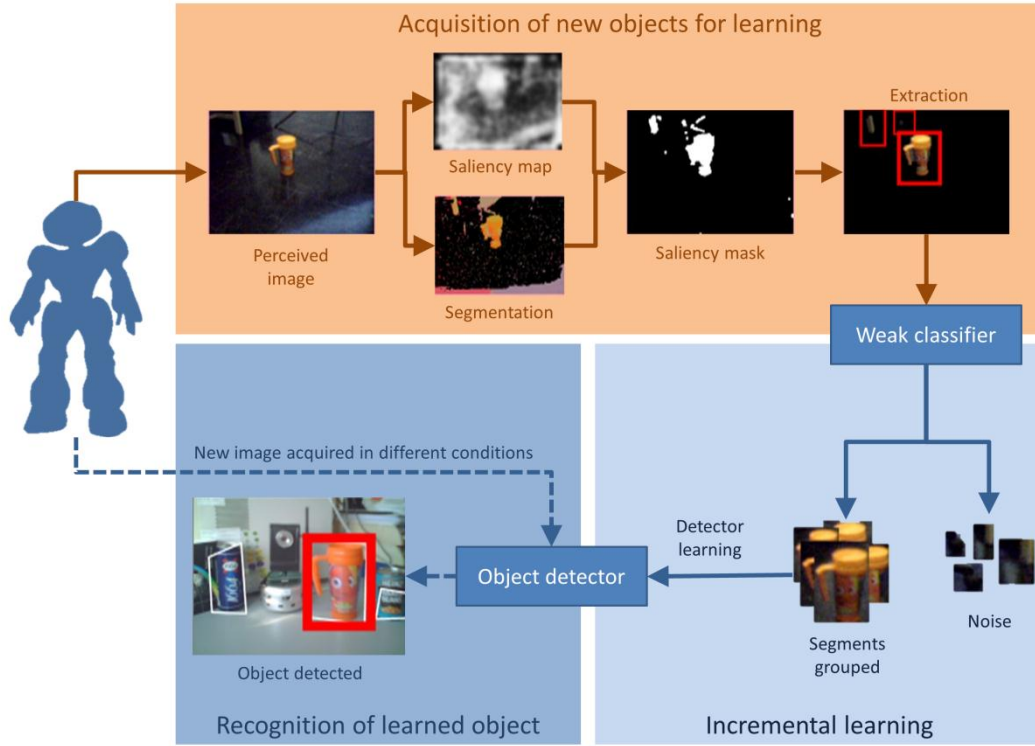 Acquisition of new objects for learning
Perceived
image
Saliency map
Segmentation
Saliency mask
Extraction
Weak classifier
New image acquired in different conditions
Object detected
Object detector
Detector
learning
Segments
grouped
Noise
Recognition of learned object
Incremental learning